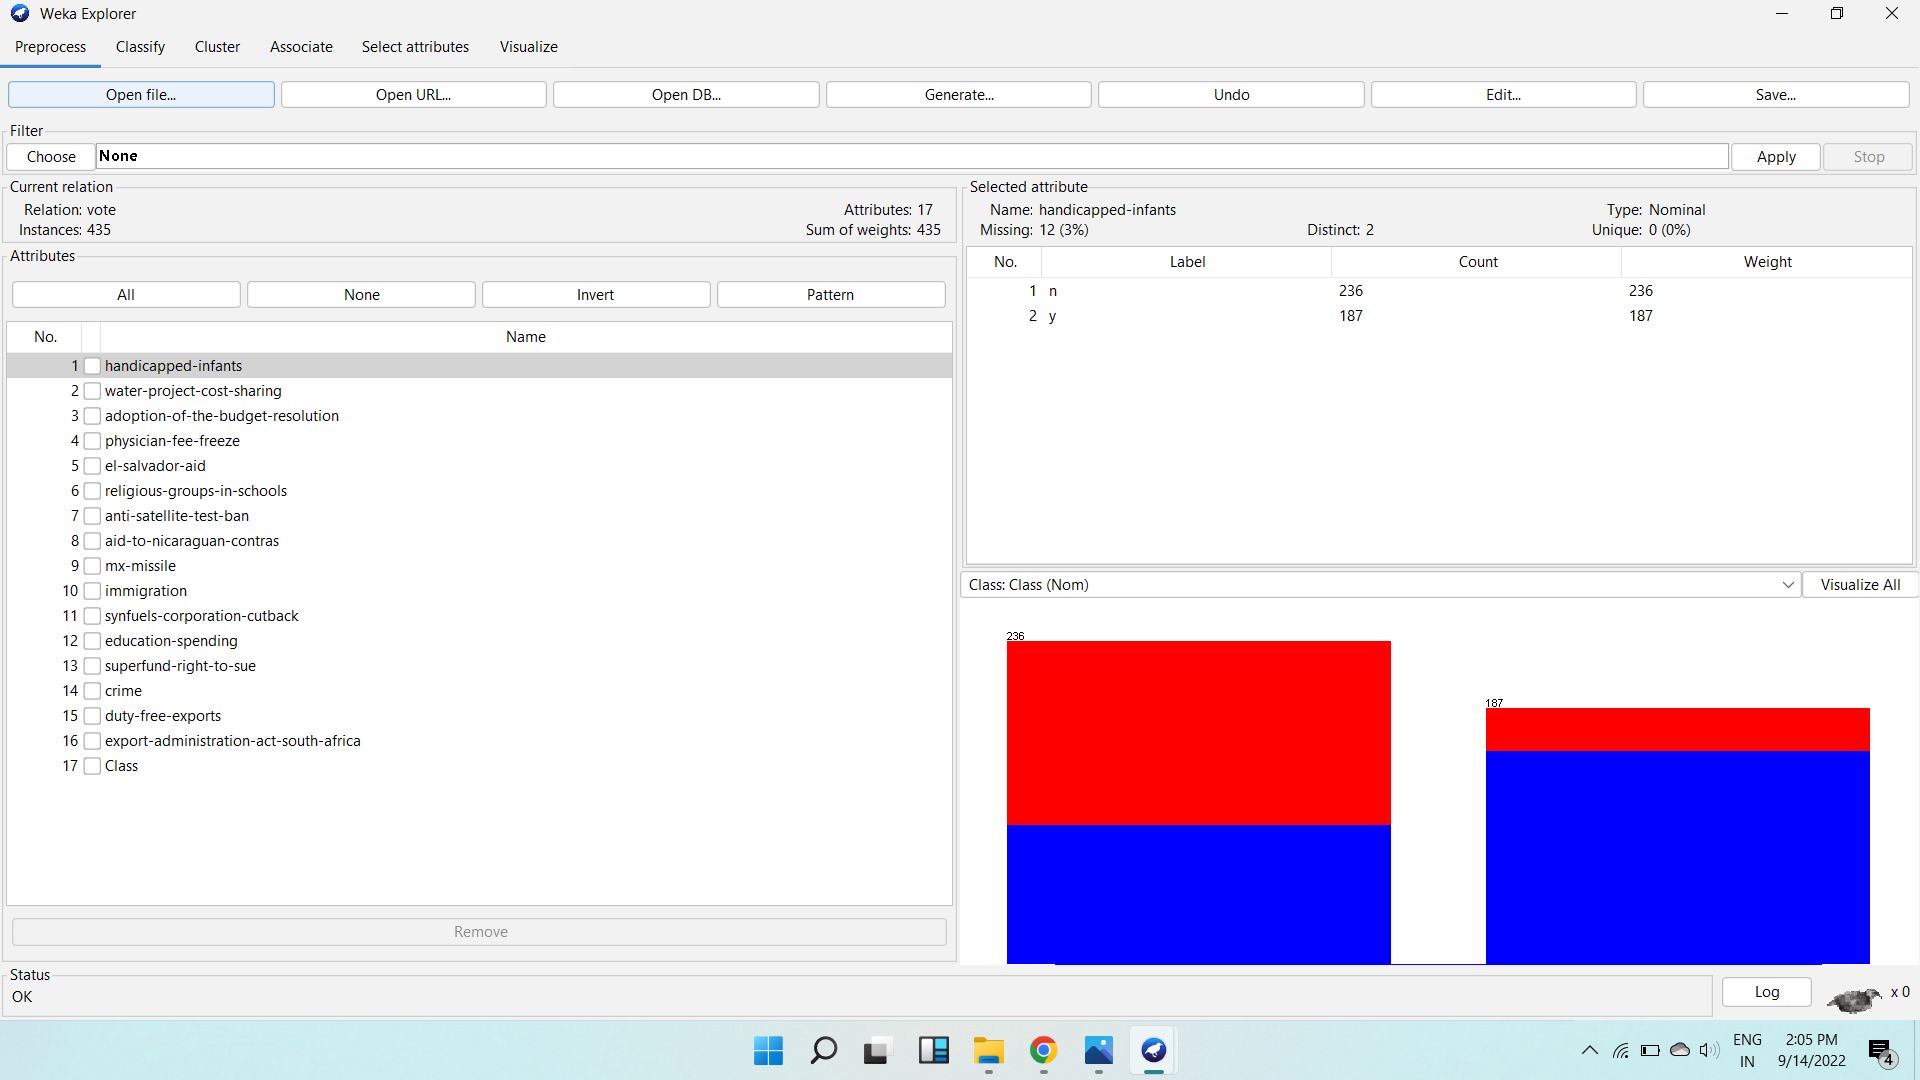 Weka Explorer
Preprocess Classify Cluster Associate Select attributes Visualize
Open file... Open URL... Open DB... Generate... Undo Edit... Save...
Filter
Choose None Apply Stop
Current relation
Relation: vote Attributes: 17
Instances: 435 Sum of weights: 435
Attributes
All None Invert Pattern
No. Name
1 handicapped-infants
2 water-project-cost-sharing
3 adoption-of-the-budget-resolution
4 physician-fee-freeze
5 el-salvador-aid
6 religious-groups-in-schools
7 anti-satellite-test-ban
8 aid-to-nicaraguan-contras
9 mx-missile
10 immigration
11 synfuels-corporation-cutback
12 education-spending
13 superfund-right-to-sue
14 crime
15 duty-free-exports
16 export-administration-act-south-africa
17 Class
Remove
Selected attribute
Name: handicapped-infants Type: Nominal
Missing: 12 (3%) Distinct: 2 Unique: 0 (0%)
No. Label Count Weight
1 n 236 236
2 y 187 187
Class: Class (Nom) Visualize All
236
187
Status
OK
Log x 0
ENG 2:05 PM
IN 9/14/2022 4